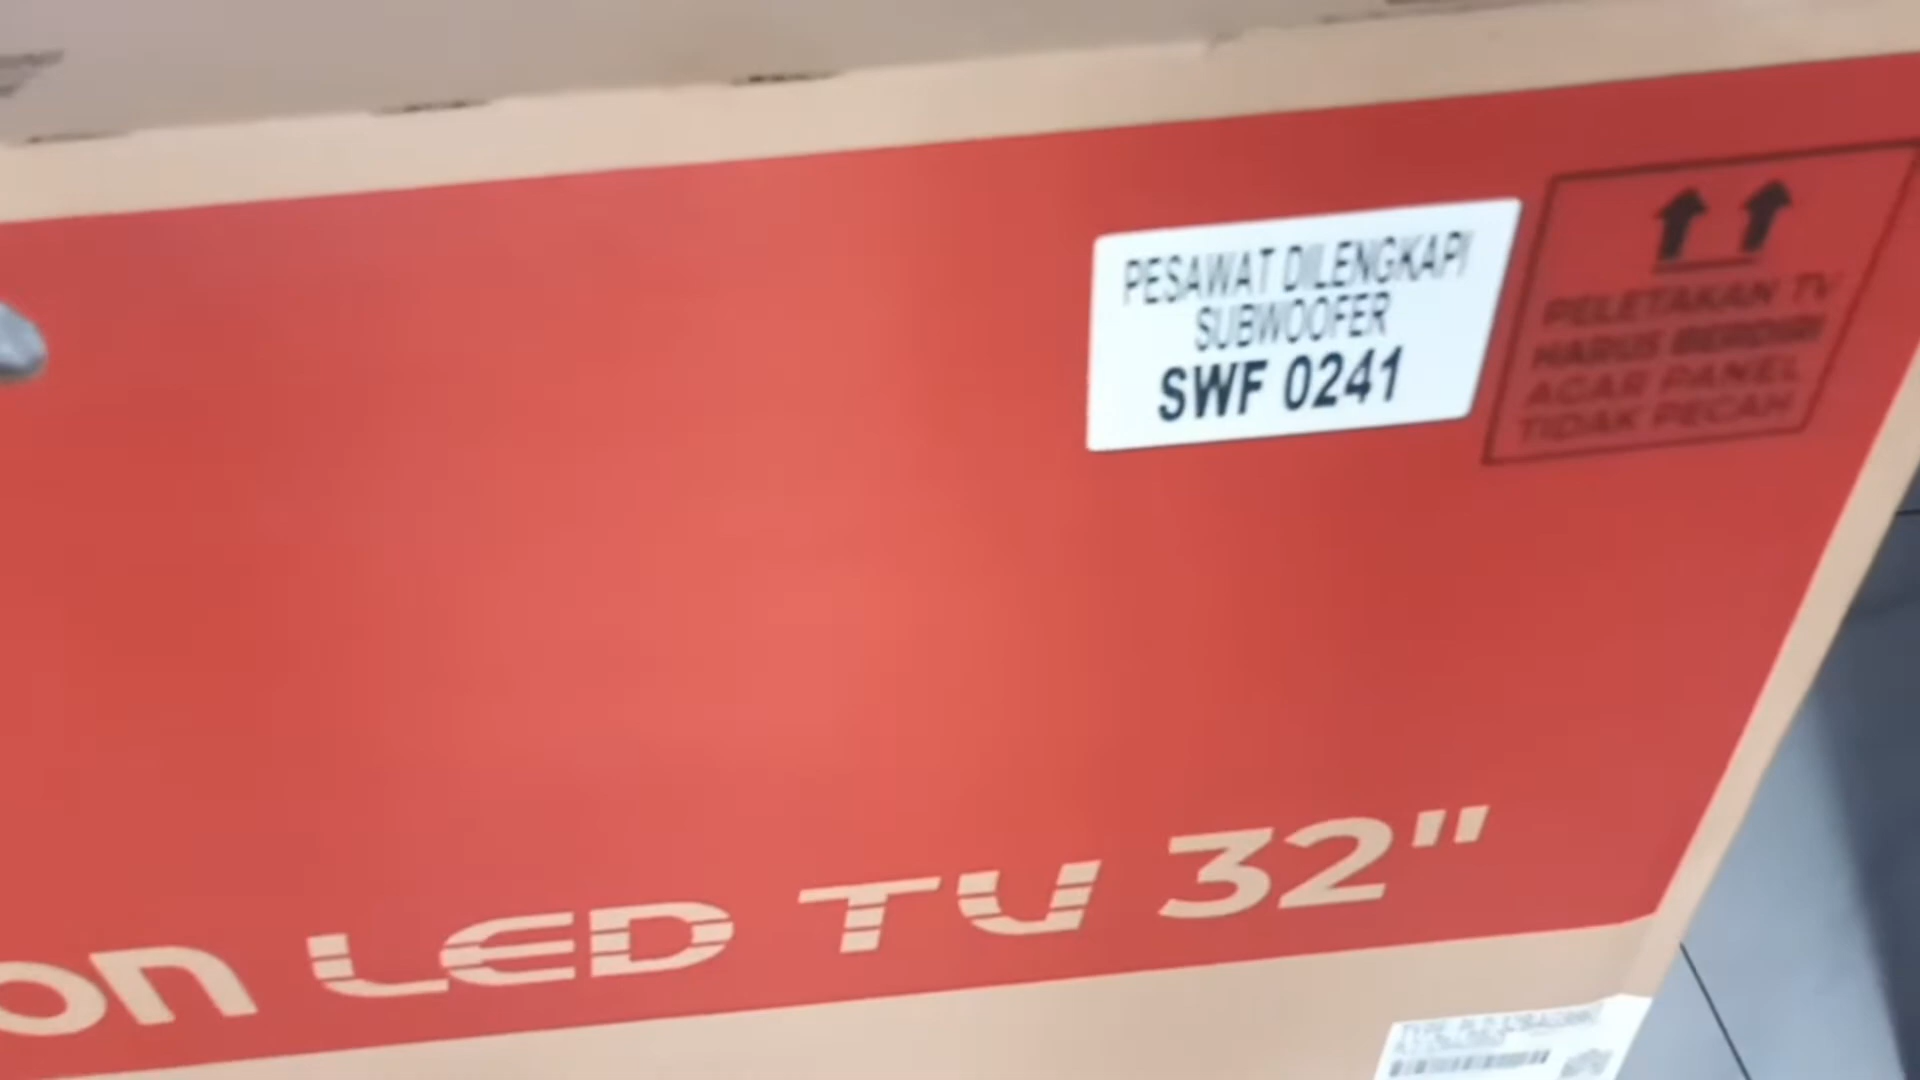 PESAWAT DILENGKAPI
SUBWOOFER
SWF 0241
PELETAKAN TV
HARUS BERDIRI
AGAR PANEL
TIDAK PECAH
on LED TV 32"